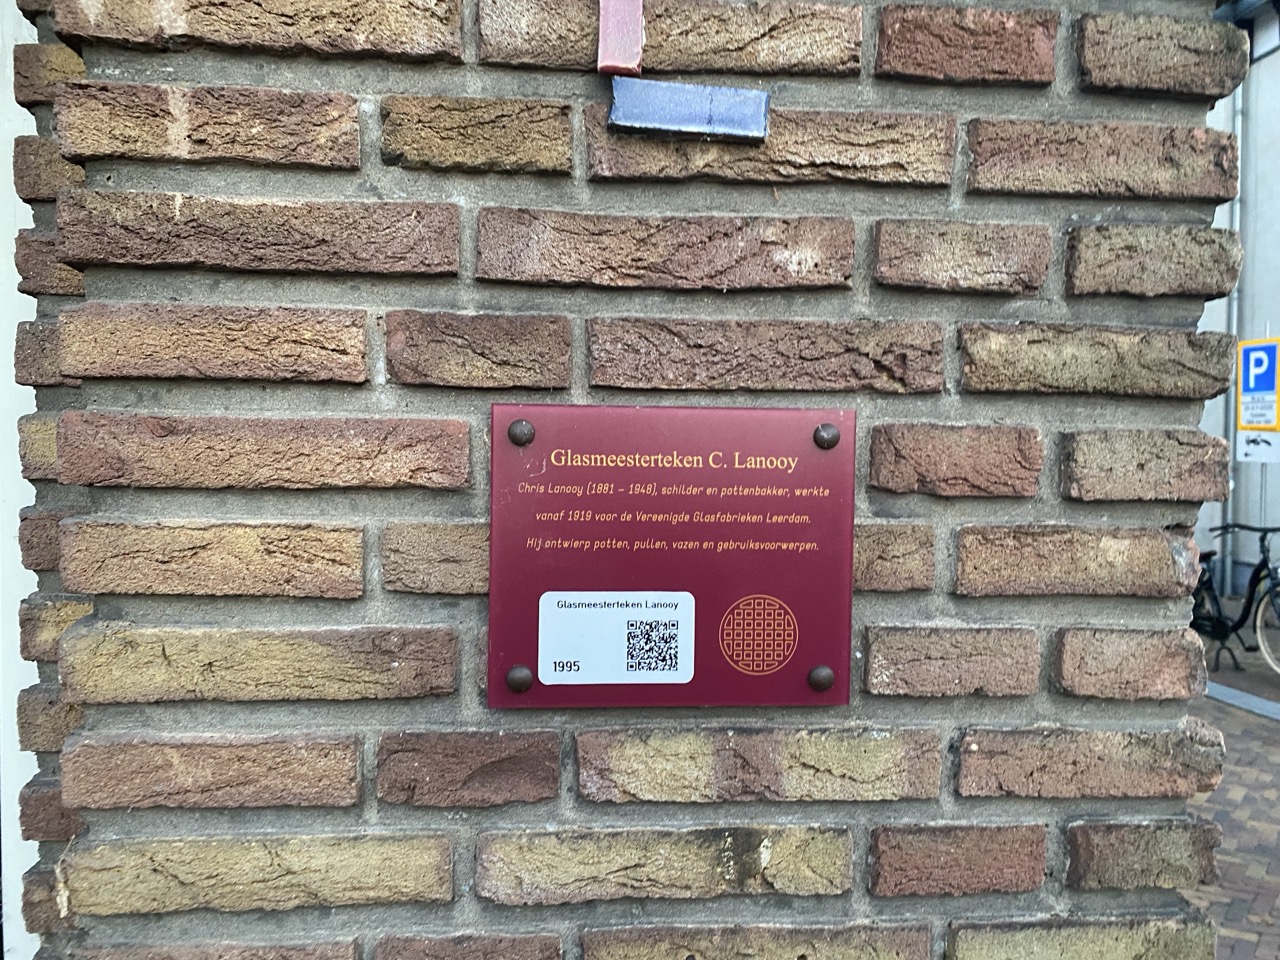 Glasmeesterteken C. Lanooy
Chris Lanooy (1881 – 1948), schilder en pottenbakker, werkte
vanaf 1919 voor de Vereenigde Glasfabrieken Leerdam.
Hij ontwierp potten, pullen, vazen en gebruiksvoorwerpen.
Glasmeesterteken Lanooy
1995
P